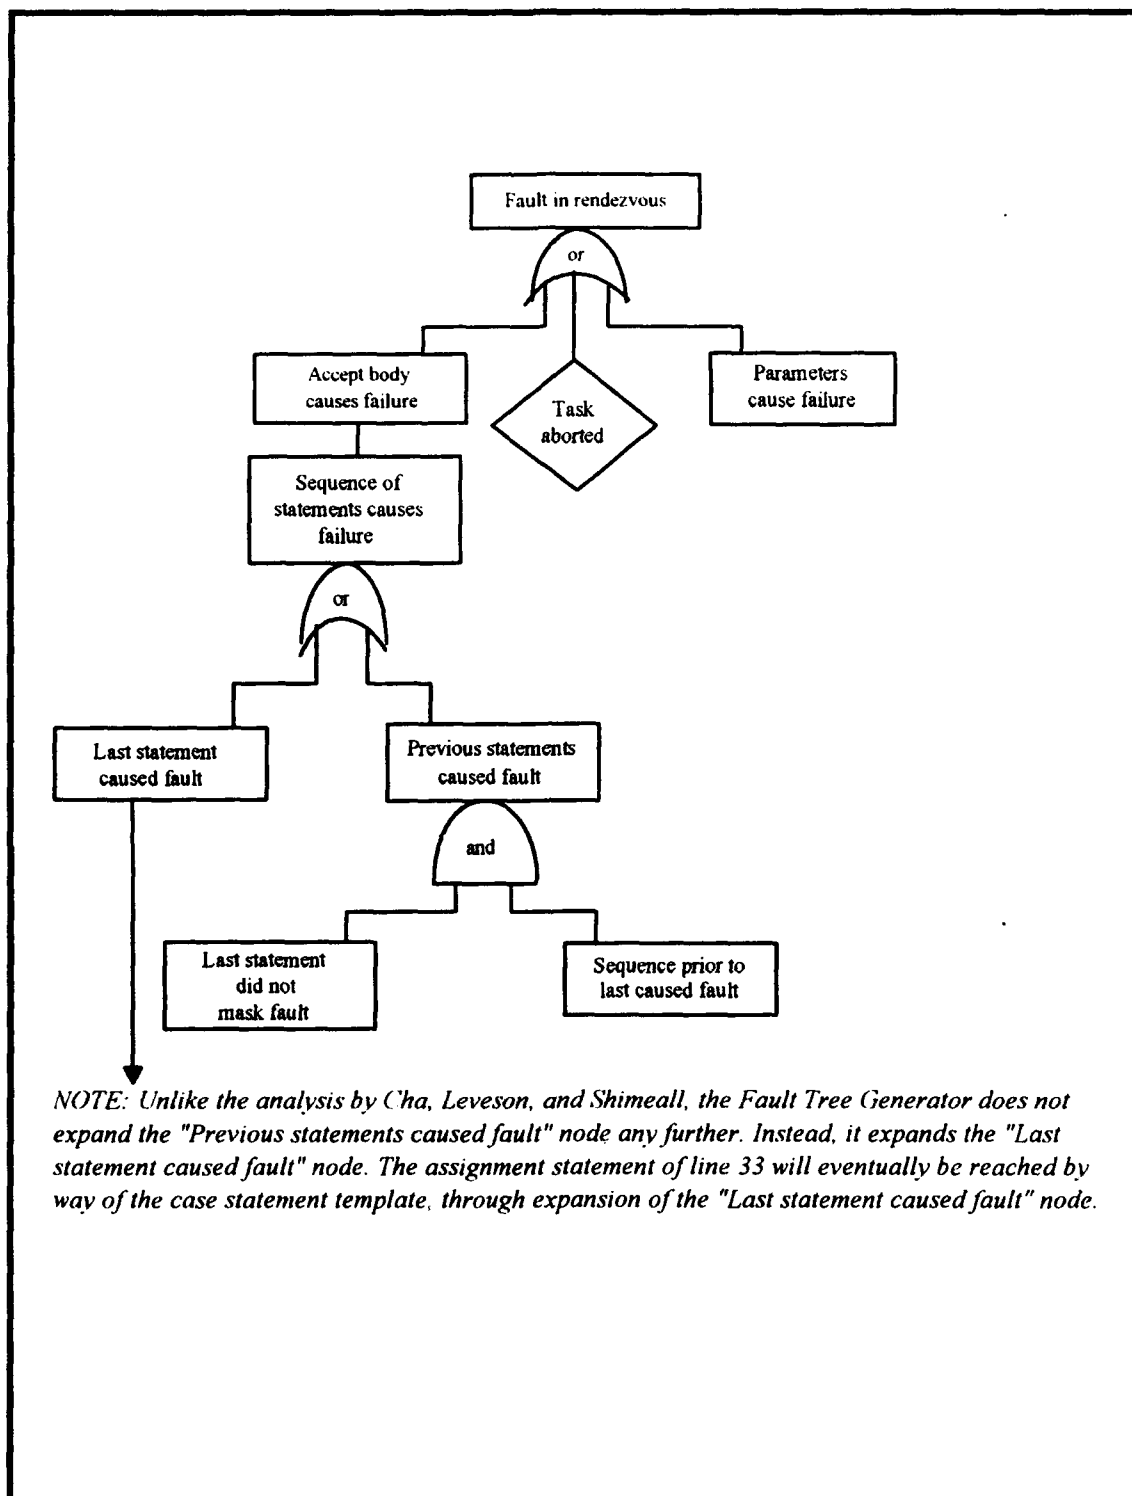 Fault in rendezvous
or
Accept body
causes failure
Task
aborted
Parameters
cause failure
Sequence of
statements causes
failure
or
Last statement
caused fault
Previous statements
caused fault
and
Last statement
did not
mask fault
Sequence prior to
last caused fault
NOTE: Unlike the analysis by Cha, Leveson, and Shimeall, the Fault Tree Generator does not
expand the "Previous statements caused fault" node any further. Instead, it expands the "Last
statement caused fault" node. The assignment statement of line 33 will eventually be reached by
way of the case statement template, through expansion of the "Last statement caused fault" node.